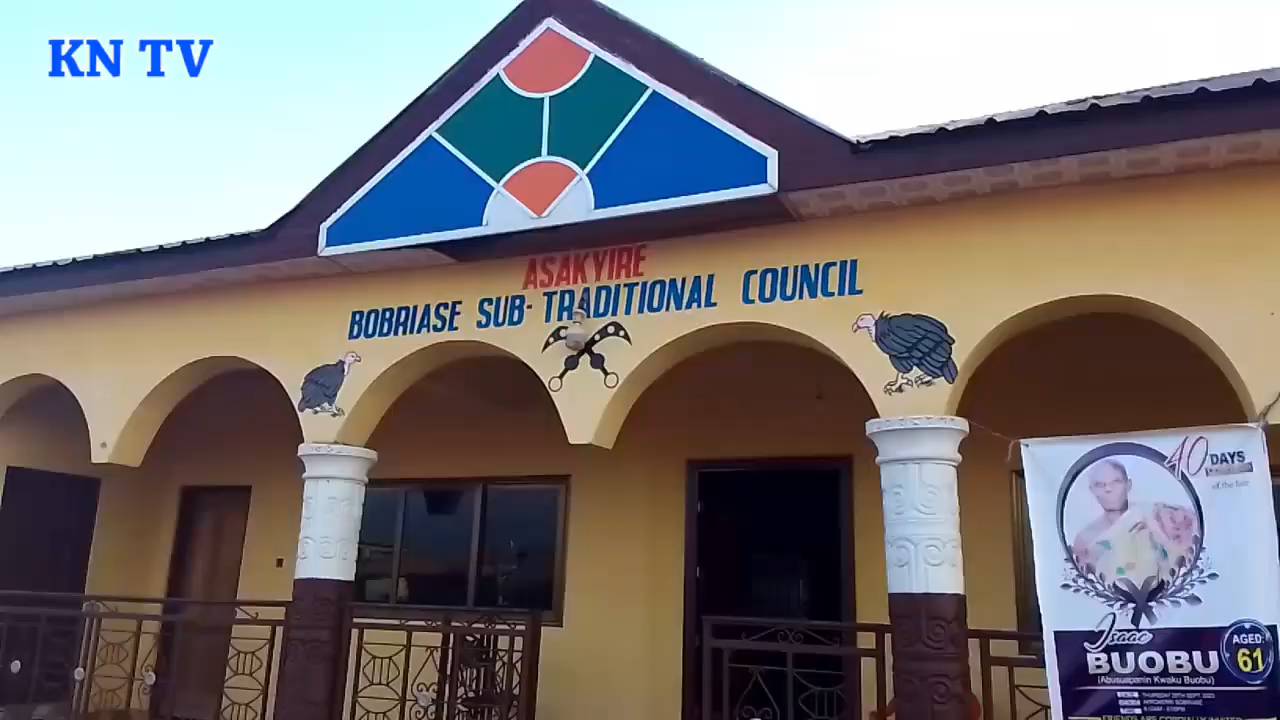 KN TV
ASAKYIRE
BOBRIASE SUB-TRADITIONAL COUNCIL
40 DAYS
of the late
Isaac
BUOBU
(Abusuapanin Kwaku Buobu)
AGED:
61